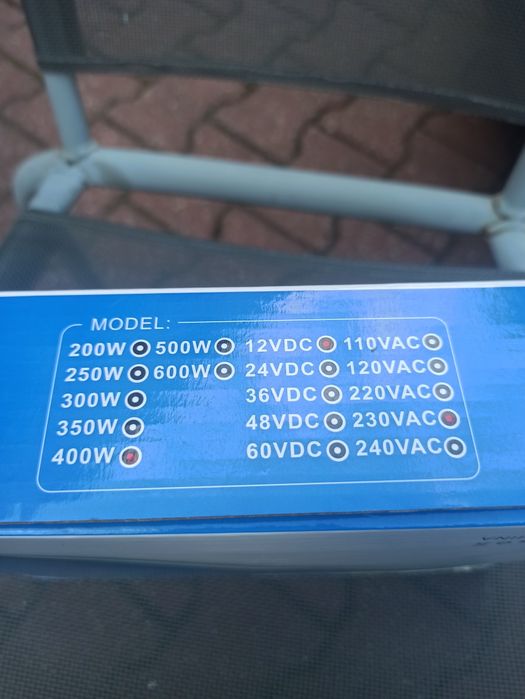 MODEL:
200W 500W 12VDC 110VAC
250W 600W 24VDC 120VAC
300W 36VDC 220VAC
350W 48VDC 230VAC
400W 60VDC 240VAC